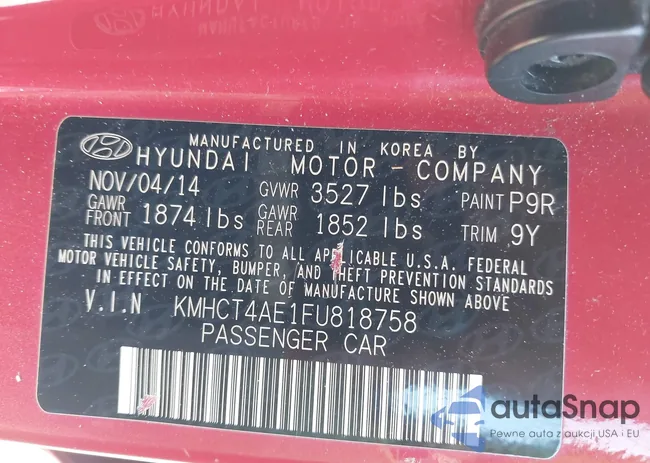 MANUFACTURED IN KOREA BY
HYUNDAI MOTOR - COMPANY
NOV/04/14 GVWR 3527 lbs PAINT P9R
GAWR FRONT 1874 lbs GAWR REAR 1852 lbs TRIM 9Y
THIS VEHICLE CONFORMS TO ALL APPLICABLE U.S.A. FEDERAL
MOTOR VEHICLE SAFETY, BUMPER, AND THEFT PREVENTION STANDARDS
IN EFFECT ON THE DATE OF MANUFACTURE SHOWN ABOVE
V.I.N KMHCT4AE1FU818758
PASSENGER CAR
autaSnap
Pewne auta z aukcji USA i EU